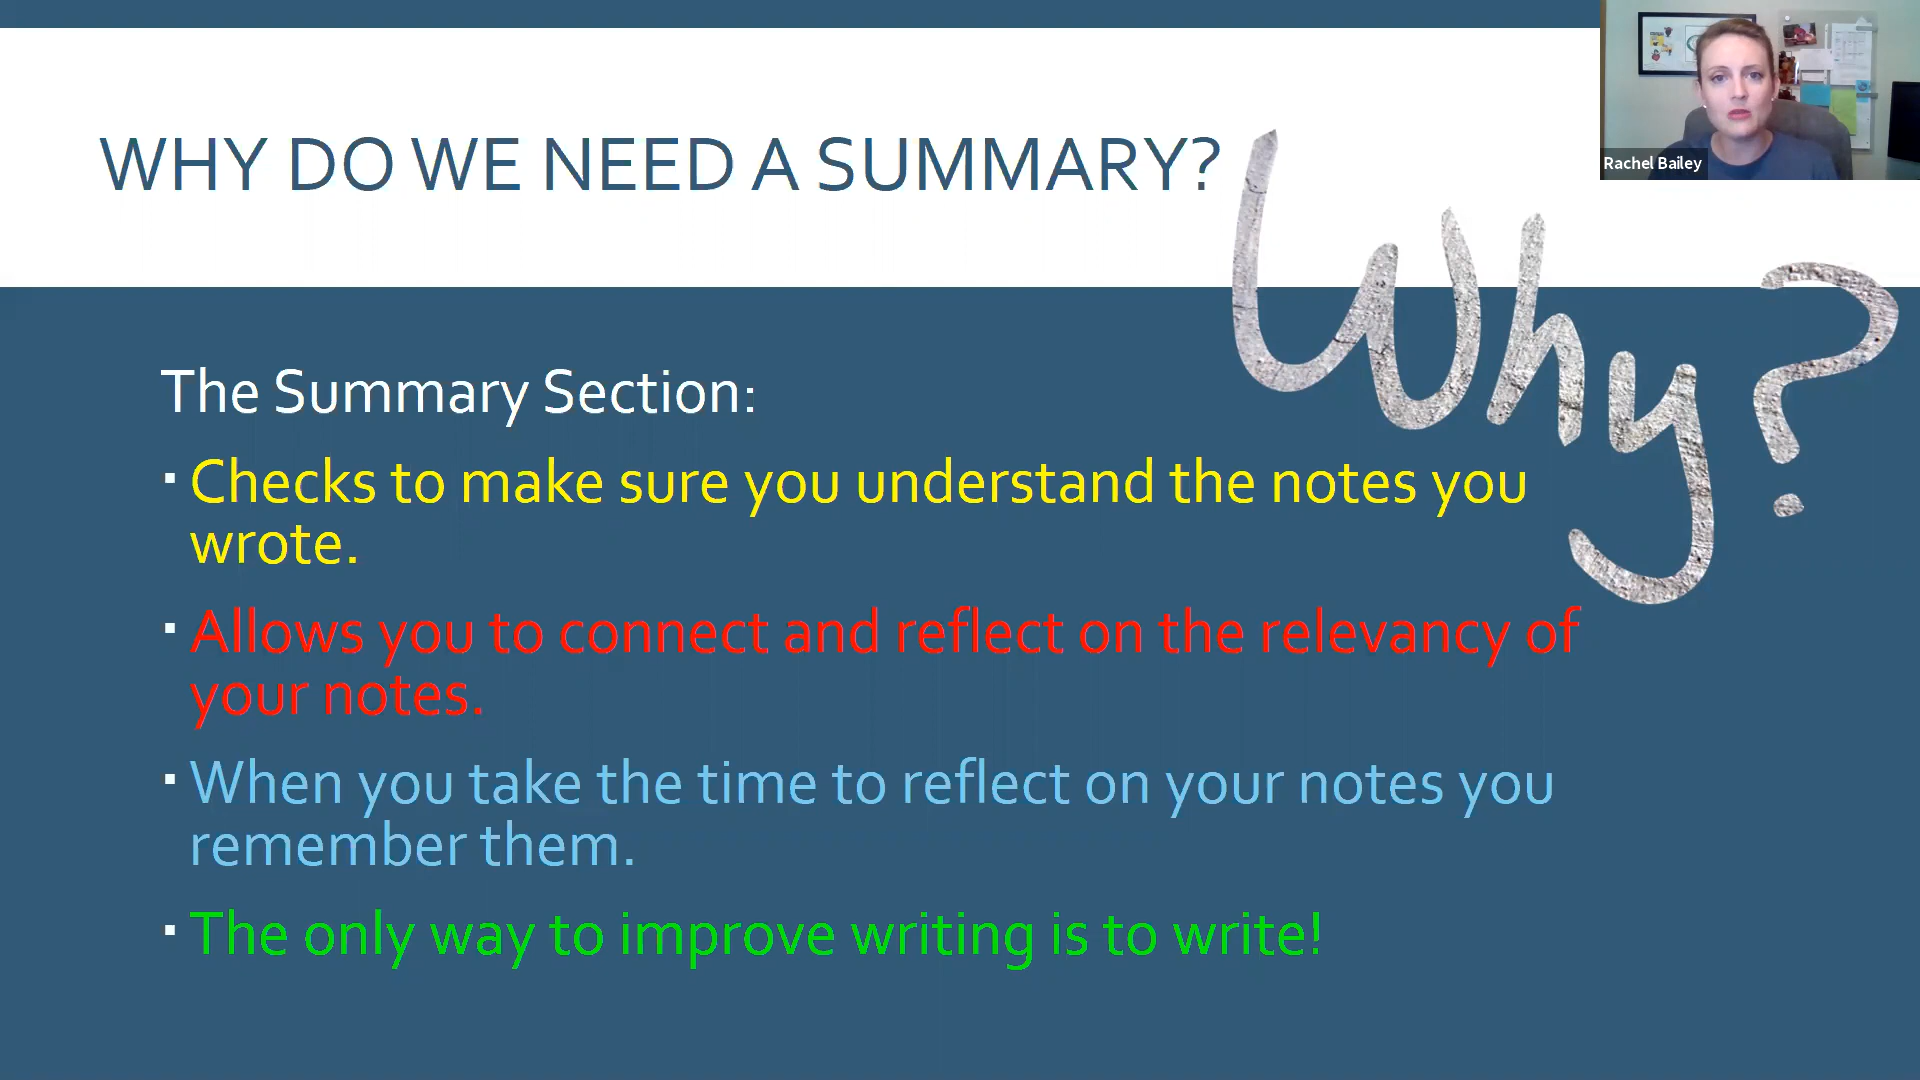 WHY DO WE NEED A SUMMARY?
Rachel Bailey
Why?
The Summary Section:
▪ Checks to make sure you understand the notes you
wrote.
▪ Allows you to connect and reflect on the relevancy of
your notes.
▪ When you take the time to reflect on your notes you
remember them.
▪ The only way to improve writing is to write!